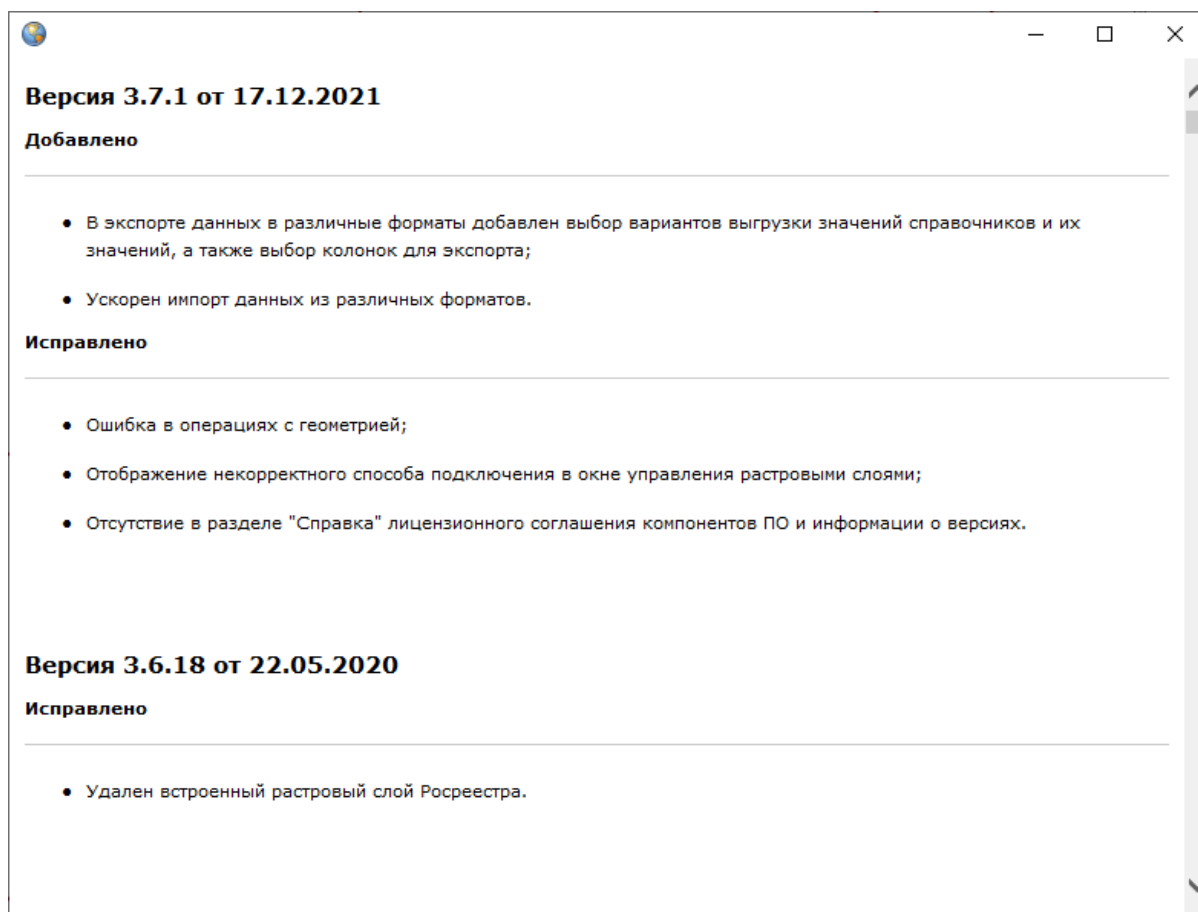 Версия 3.7.1 от 17.12.2021
Добавлено
• В экспорте данных в различные форматы добавлен выбор вариантов выгрузки значений справочников и их
значений, а также выбор колонок для экспорта;
• Ускорен импорт данных из различных форматов.
Исправлено
• Ошибка в операциях с геометрией;
• Отображение некорректного способа подключения в окне управления растровыми слоями;
• Отсутствие в разделе "Справка" лицензионного соглашения компонентов ПО и информации о версиях.
Версия 3.6.18 от 22.05.2020
Исправлено
• Удален встроенный растровый слой Росреестра.